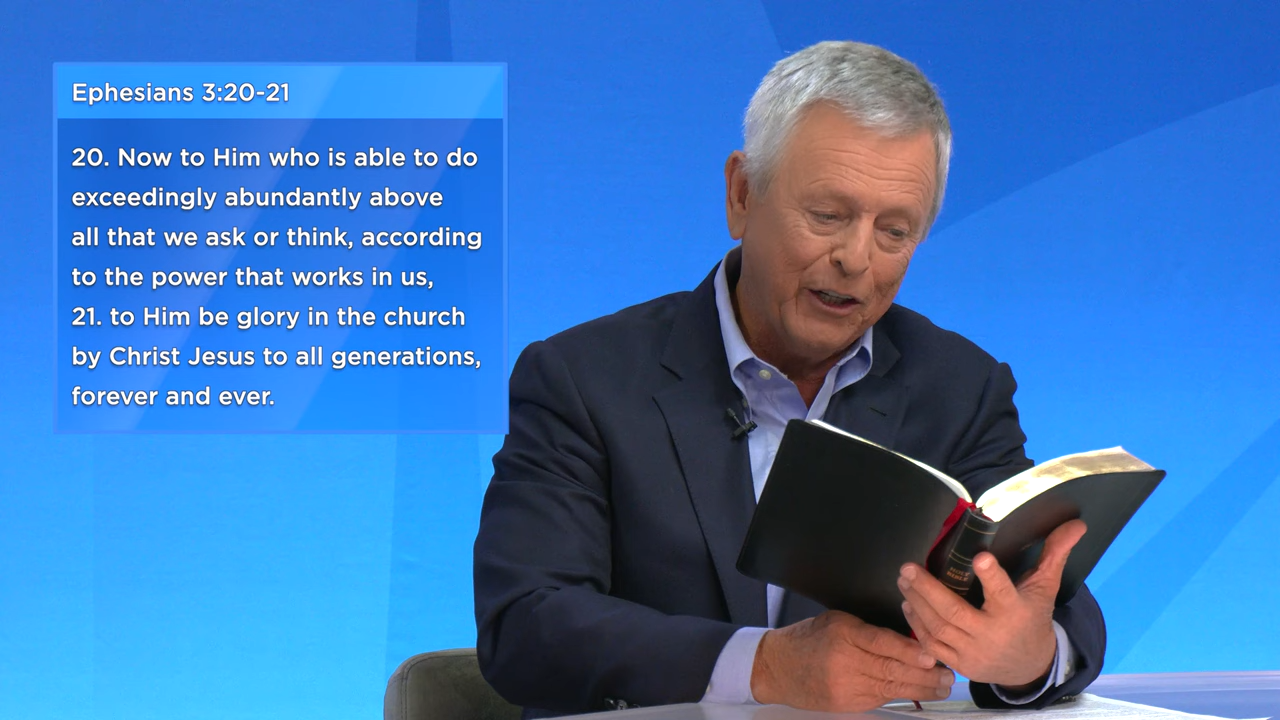 Ephesians 3:20-21
20. Now to Him who is able to do
exceedingly abundantly above
all that we ask or think, according
to the power that works in us,
21. to Him be glory in the church
by Christ Jesus to all generations,
forever and ever.
HOLY
BIBLE